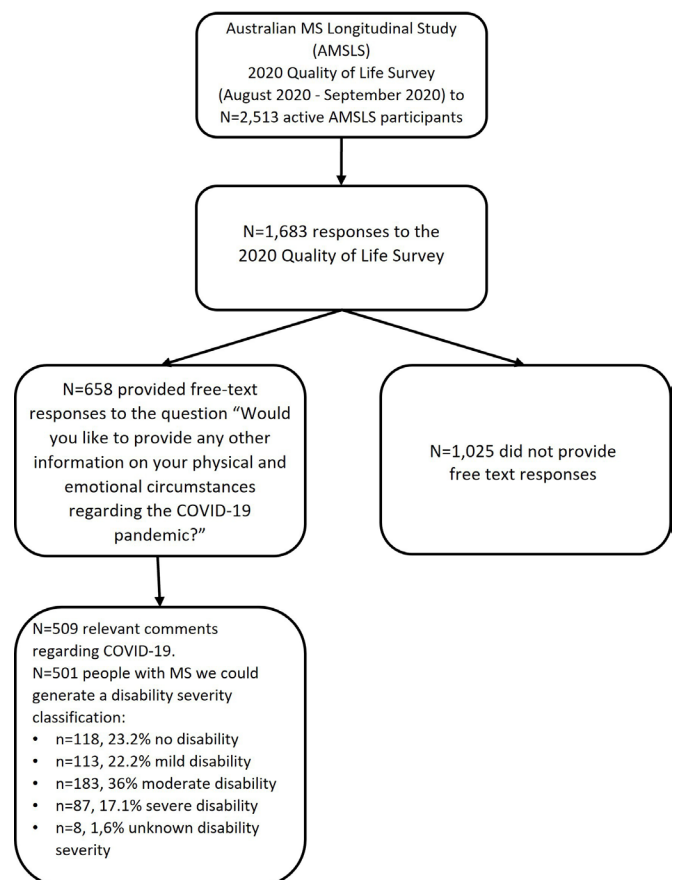 Australian MS Longitudinal Study
(AMSLS)
2020 Quality of Life Survey
(August 2020 - September 2020) to
N=2,513 active AMSLS participants
N=1,683 responses to the
2020 Quality of Life Survey
N=658 provided free-text
responses to the question “Would
you like to provide any other
information on your physical and
emotional circumstances
regarding the COVID-19
pandemic?”
N=1,025 did not provide
free text responses
N=509 relevant comments
regarding COVID-19.
N=501 people with MS we could
generate a disability severity
classification:
• n=118, 23.2% no disability
• n=113, 22.2% mild disability
• n=183, 36% moderate disability
• n=87, 17.1% severe disability
• n=8, 1,6% unknown disability
severity